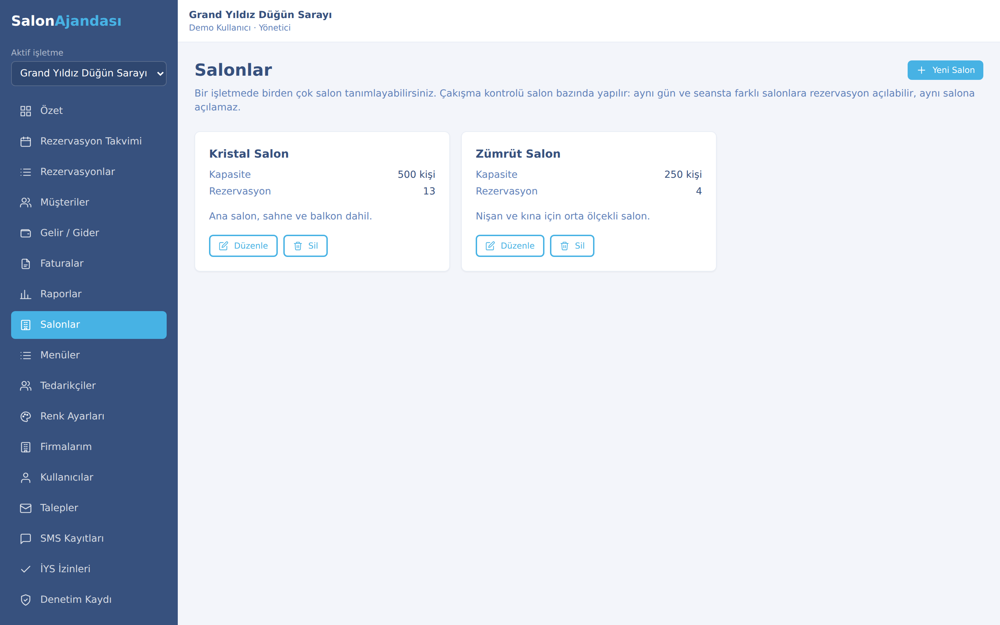 SalonAjandası
Aktif işletme
Grand Yıldız Düğün Sarayı
Özet
Rezervasyon Takvimi
Rezervasyonlar
Müşteriler
Gelir / Gider
Faturalar
Raporlar
Salonlar
Menüler
Tedarikçiler
Renk Ayarları
Firmalarım
Kullanıcılar
Talepler
SMS Kayıtları
İYS İzinleri
Denetim Kaydı
Grand Yıldız Düğün Sarayı
Demo Kullanıcı · Yönetici
Salonlar
Yeni Salon
Bir işletmede birden çok salon tanımlayabilirsiniz. Çakışma kontrolü salon bazında yapılır: aynı gün ve seansta farklı salonlara rezervasyon açılabilir, aynı salona
açılamaz.
Kristal Salon
Kapasite 500 kişi
Rezervasyon 13
Ana salon, sahne ve balkon dahil.
Düzenle Sil
Zümrüt Salon
Kapasite 250 kişi
Rezervasyon 4
Nişan ve kına için orta ölçekli salon.
Düzenle Sil